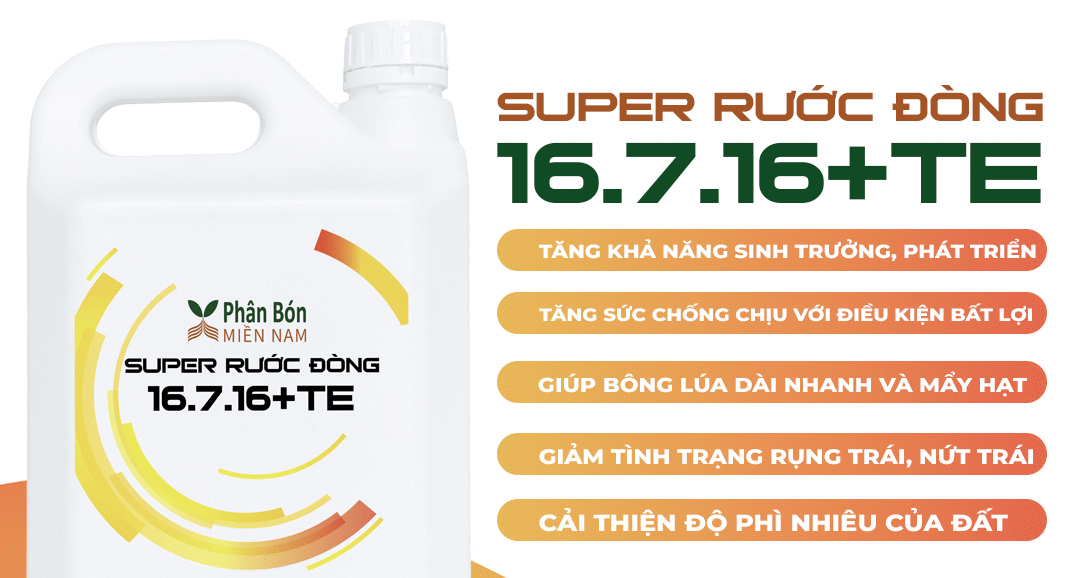 SUPER RƯỚC ĐÒNG
16.7.16+TE
TĂNG KHẢ NĂNG SINH TRƯỞNG, PHÁT TRIỂN
TĂNG SỨC CHỐNG CHỊU VỚI ĐIỀU KIỆN BẤT LỢI
GIÚP BÔNG LÚA DÀI NHANH VÀ MẨY HẠT
GIẢM TÌNH TRẠNG RỤNG TRÁI, NỨT TRÁI
CẢI THIỆN ĐỘ PHÌ NHIÊU CỦA ĐẤT
Phân Bón
MIỀN NAM
SUPER RƯỚC ĐÒNG
16.7.16+TE